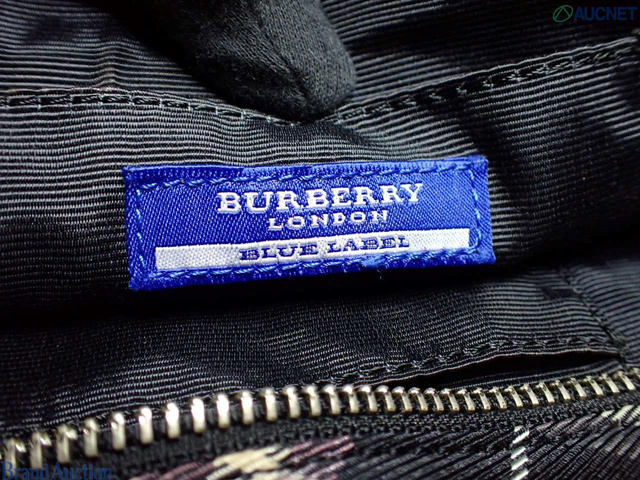 AUCNET
BURBERRY
LONDON
BLUE LABEL
Brand Auction